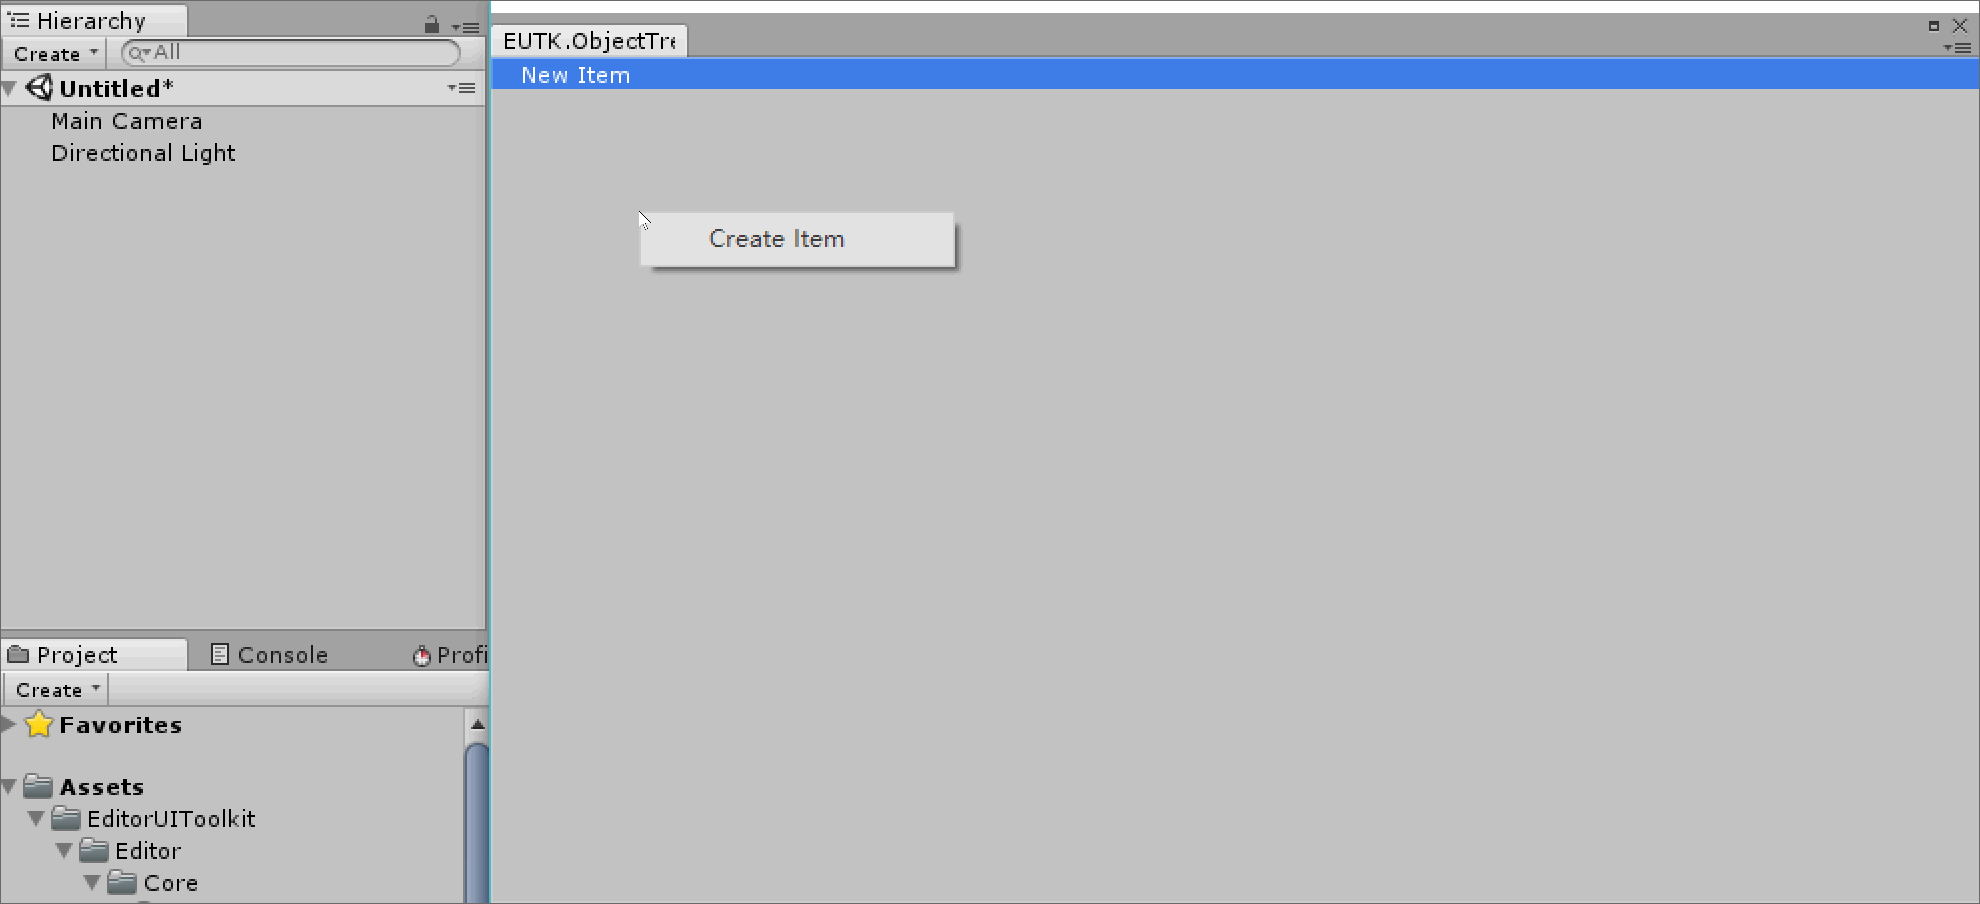 Hierarchy
Create
All
Untitled*
Main Camera
Directional Light
Project
Console
Profi
Create
Favorites
Assets
EditorUIToolkit
Editor
Core
EUTK.ObjectTre
New Item
Create Item